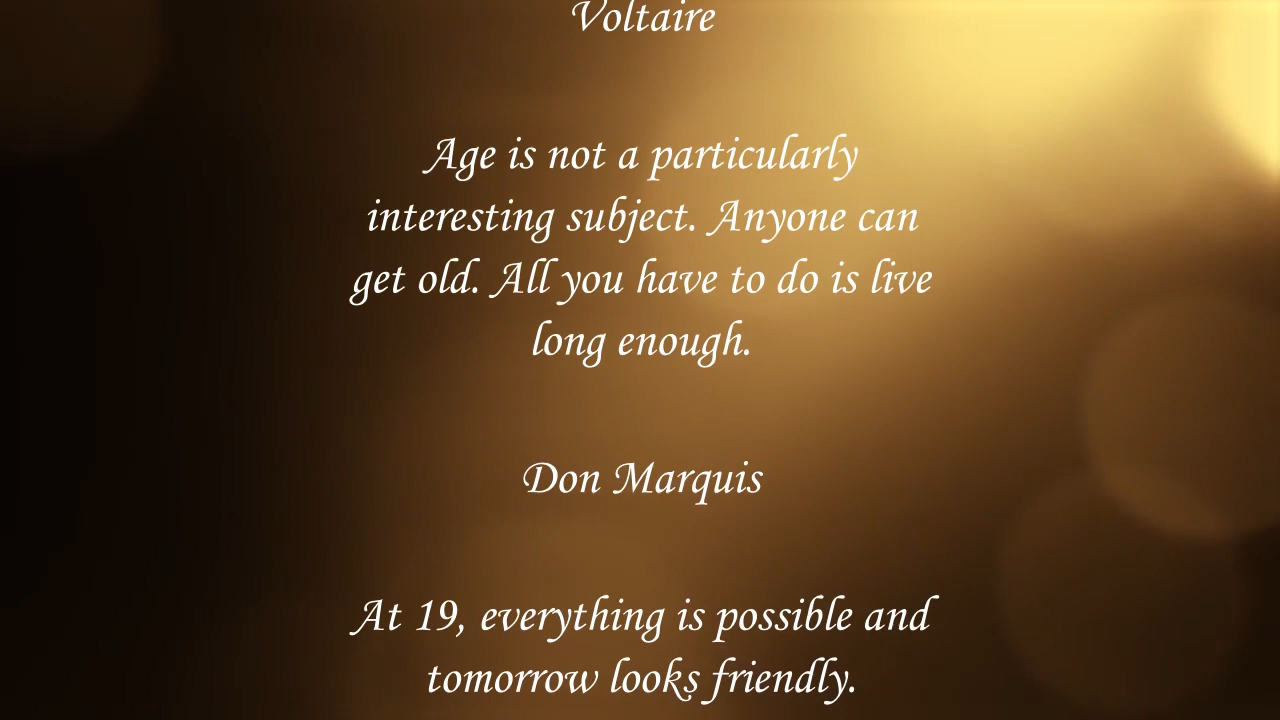 Voltaire
Age is not a particularly
interesting subject. Anyone can
get old. All you have to do is live
long enough.
Don Marquis
At 19, everything is possible and
tomorrow looks friendly.